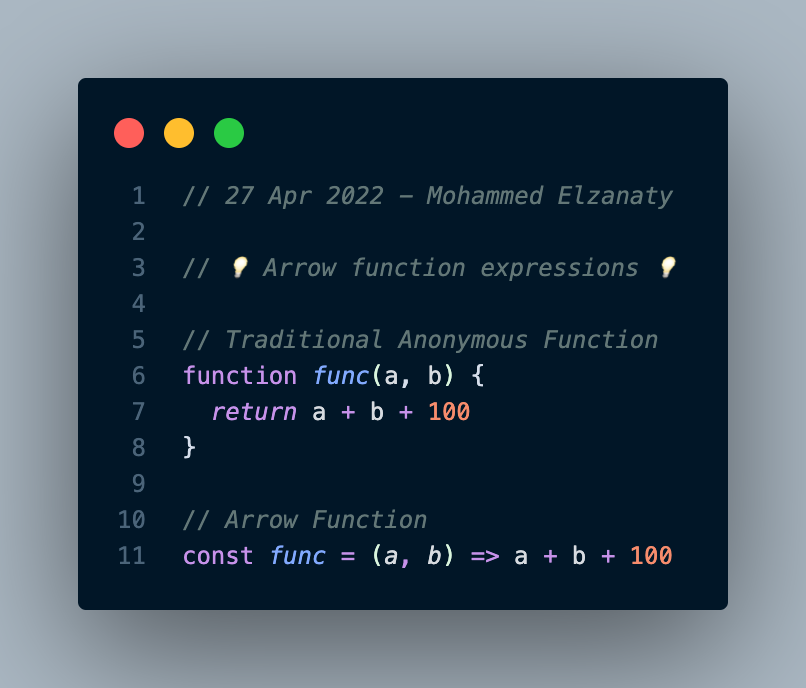 1 // 27 Apr 2022 – Mohammed Elzanaty
2
3 // 💡 Arrow function expressions 💡
4
5 // Traditional Anonymous Function
6 function func(a, b) {
7   return a + b + 100
8 }
9
10 // Arrow Function
11 const func = (a, b) => a + b + 100